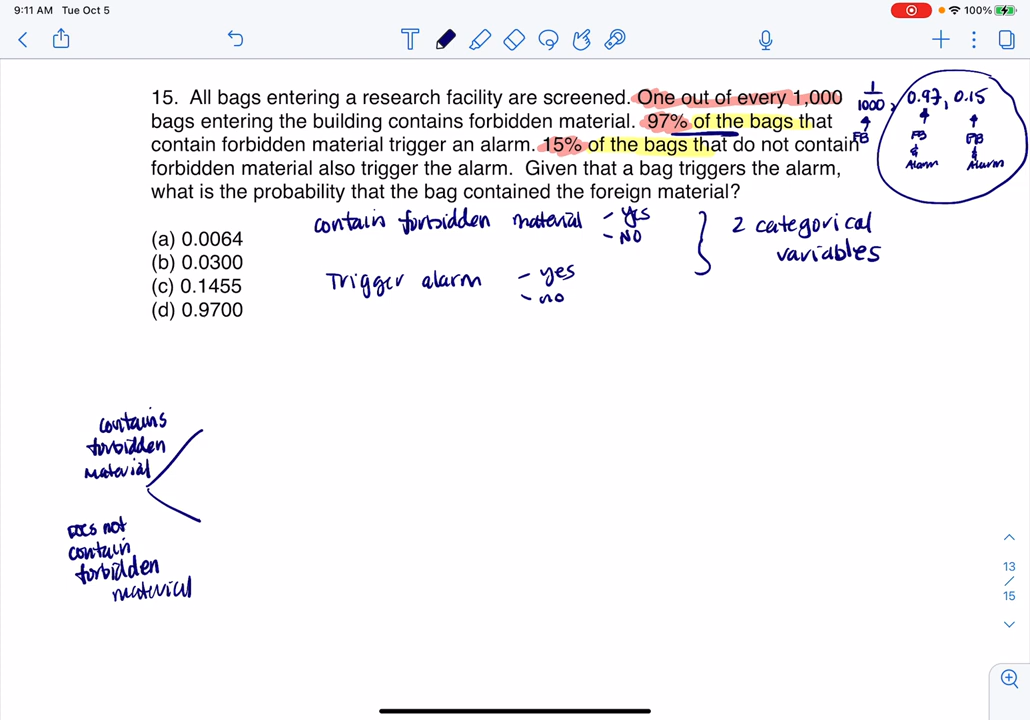 9:11 AM Tue Oct 5
100%
15. All bags entering a research facility are screened. One out of every 1,000
bags entering the building contains forbidden material. 97% of the bags that
contain forbidden material trigger an alarm. 15% of the bags that do not contain
forbidden material also trigger the alarm. Given that a bag triggers the alarm,
what is the probability that the bag contained the foreign material?
(a) 0.0064
(b) 0.0300
(c) 0.1455
(d) 0.9700
1
1000, 0.97, 0.15
FB
FB
&
Alarm
FB
&
Alarm
contain forbidden material - yes
- NO
Trigger alarm - yes
- no
2 categorical
variables
contains
forbidden
material
Does not
contain
forbidden
material
13
/
15